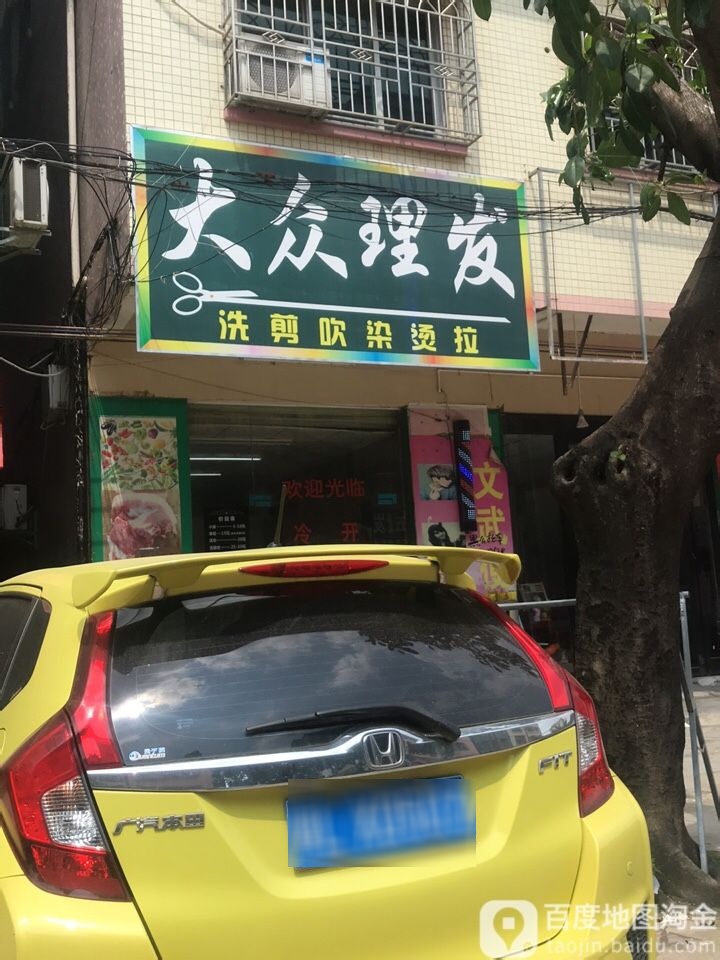 大众理发
洗剪吹染烫拉
欢迎光临
冷 开
文武
Quantum
FIT
广汽本田
百度地图淘金
taojin.baidu.com